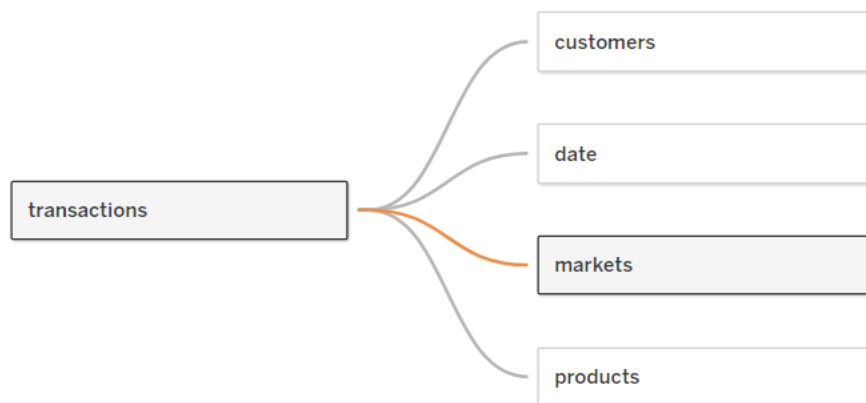 customers
date
transactions
markets
products